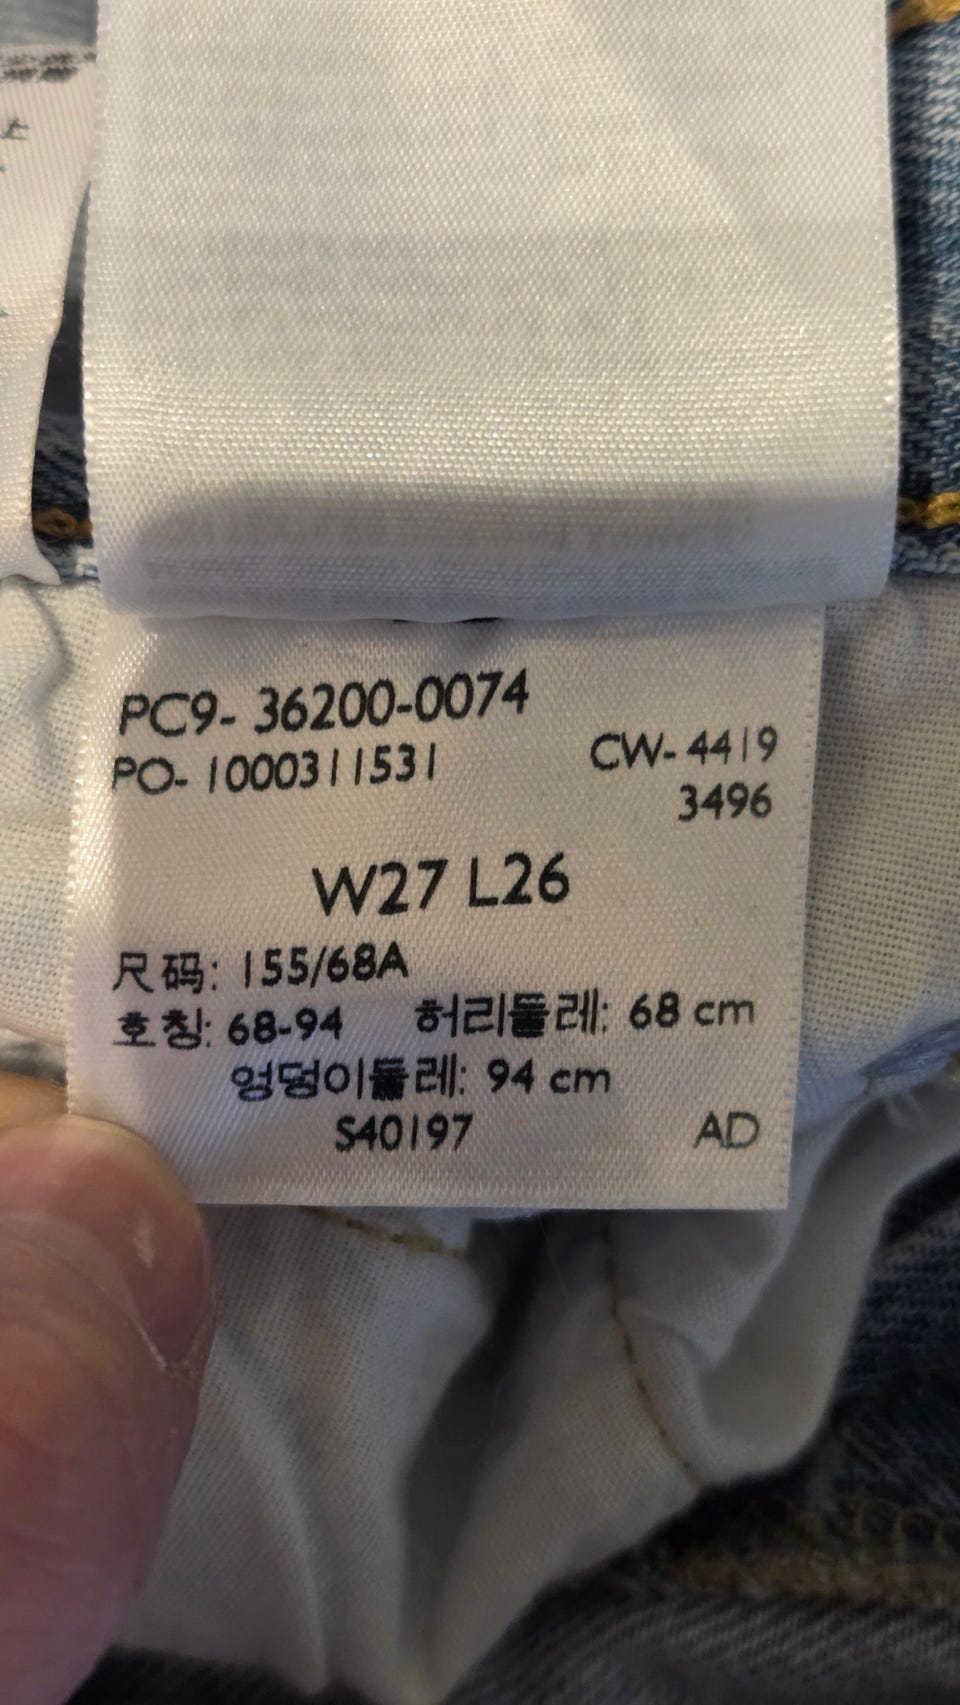 PC9- 36200-0074
PO- 1000311531
CW- 4419
3496
W27 L26
尺码: 155/68A
호칭: 68-94 허리둘레: 68 cm
엉덩이둘레: 94 cm
S40197 AD